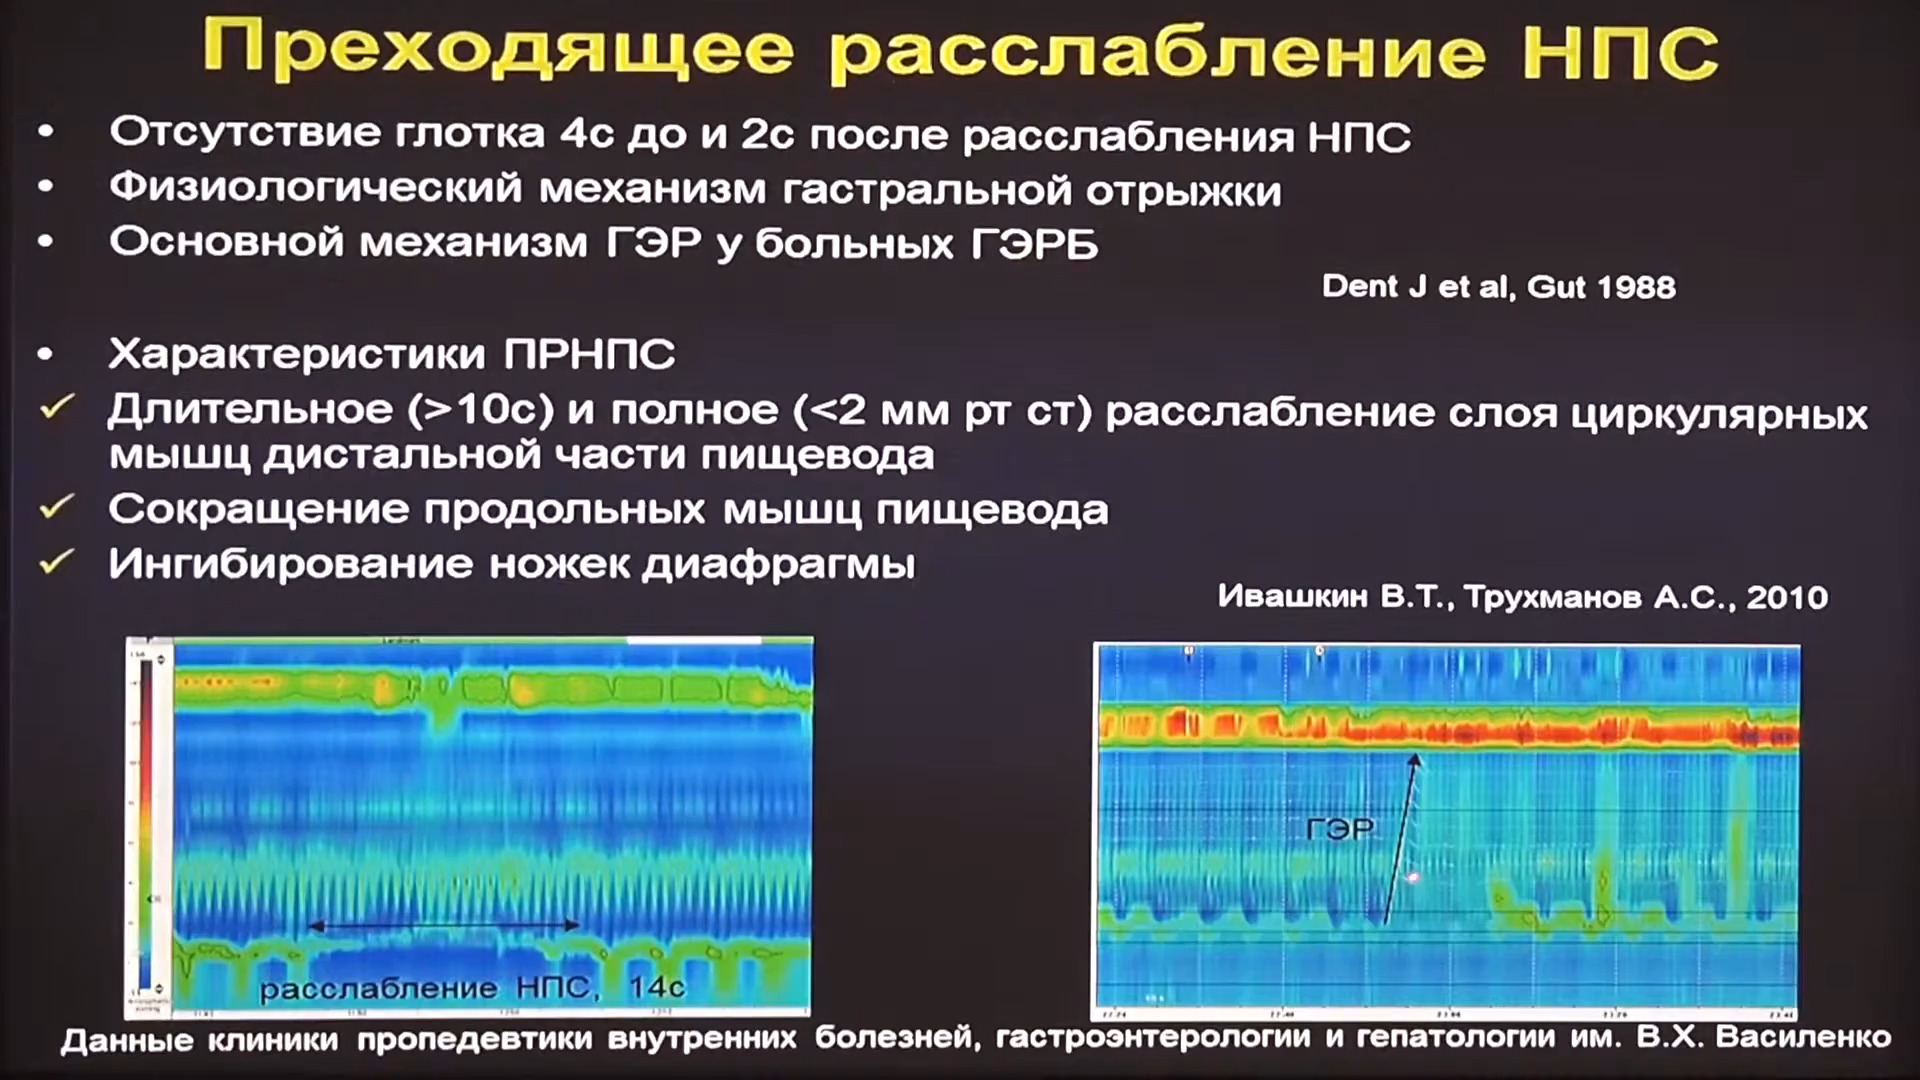 Преходящее расслабление НПС
• Отсутствие глотка 4с до и 2с после расслабления НПС
• Физиологический механизм гастральной отрыжки
• Основной механизм ГЭР у больных ГЭРБ
Dent J et al, Gut 1988
• Характеристики ПРНПС
✓ Длительное (>10с) и полное (<2 мм рт ст) расслабление слоя циркулярных
мышц дистальной части пищевода
✓ Сокращение продольных мышц пищевода
✓ Ингибирование ножек диафрагмы
Ивашкин В.Т., Трухманов А.С., 2010
расслабление НПС, 14с
ГЭР
Данные клиники пропедевтики внутренних болезней, гастроэнтерологии и гепатологии им. В.Х. Василенко